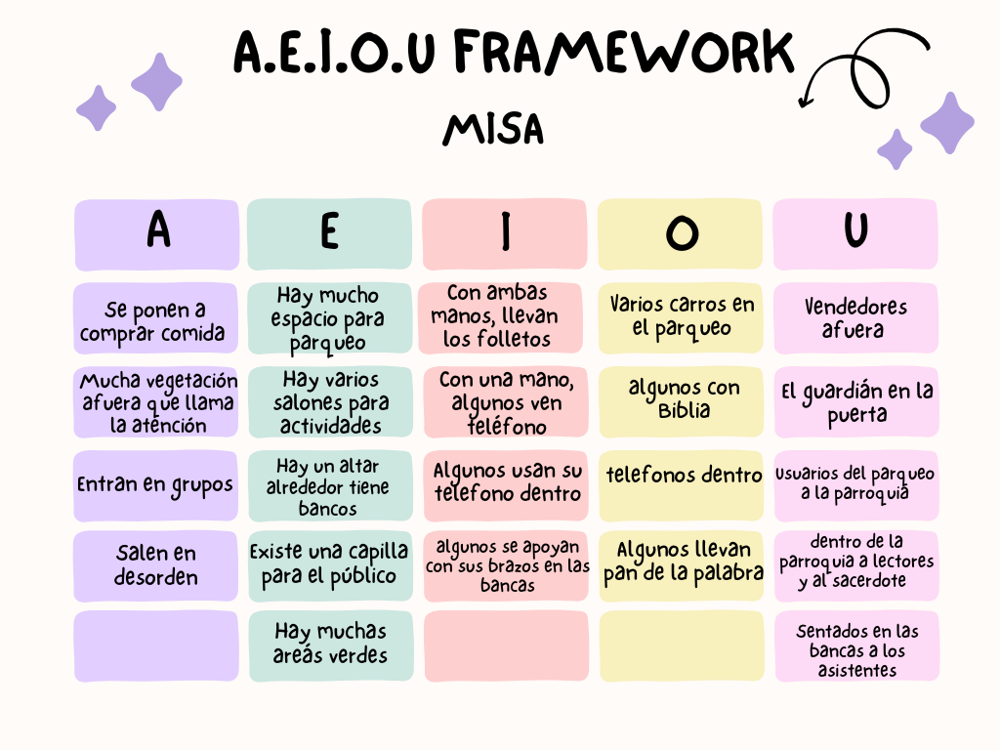 A.E.I.O.U FRAMEWORK
MISA
A
E
I
O
U
Se ponen a
comprar comida
Hay mucho
espacio para
parqueo
Con ambas
manos, llevan
los folletos
Varios carros en
el parqueo
Vendedores
afuera
Mucha vegetación
afuera que llama
la atención
Hay varios
salones para
actividades
Con una mano,
algunos ven
teléfono
algunos con
Biblia
El guardián en la
puerta
Entran en grupos
Hay un altar
alrededor tiene
bancos
Algunos usan su
telefono dentro
telefonos dentro
usuarios del parqueo
a la parroquia
Salen en
desorden
Existe una capilla
para el público
algunos se apoyan
con sus brazos en las
bancas
Algunos llevan
pan de la palabra
dentro de la
parroquia a lectores
y al sacerdote
Hay muchas
areás verdes
Sentados en las
bancas a los
asistentes